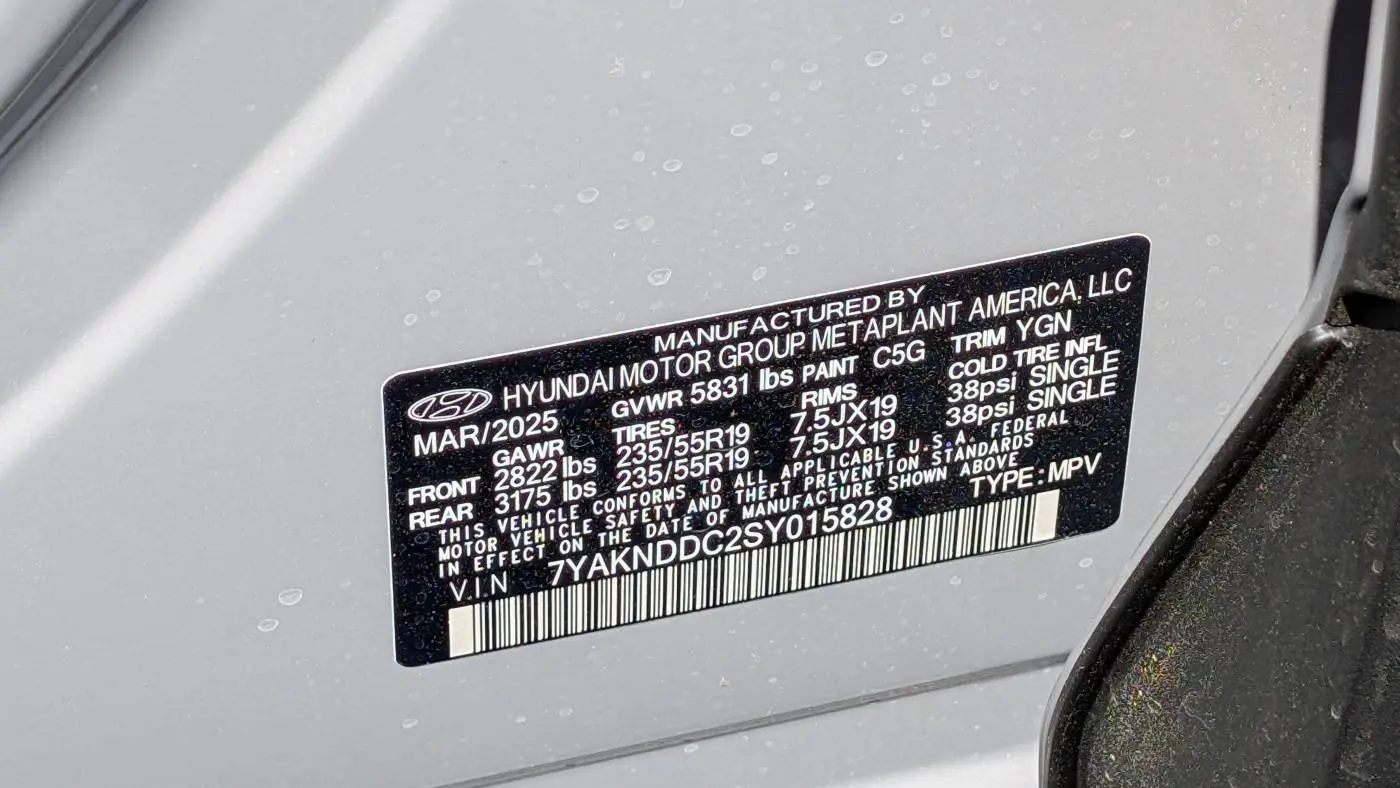 MANUFACTURED BY
HYUNDAI MOTOR GROUP METAPLANT AMERICA, LLC
MAR/2025 GVWR 5831 lbs PAINT C5G TRIM YGN
GAWR TIRES RIMS COLD TIRE INFL
FRONT 2822 lbs 235/55R19 7.5JX19 38psi SINGLE
REAR 3175 lbs 235/55R19 7.5JX19 38psi SINGLE
THIS VEHICLE CONFORMS TO ALL APPLICABLE U.S.A. FEDERAL
MOTOR VEHICLE SAFETY AND THEFT PREVENTION STANDARDS
IN EFFECT ON THE DATE OF MANUFACTURE SHOWN ABOVE
V.I.N 7YAKNDDC2SY015828 TYPE: MPV